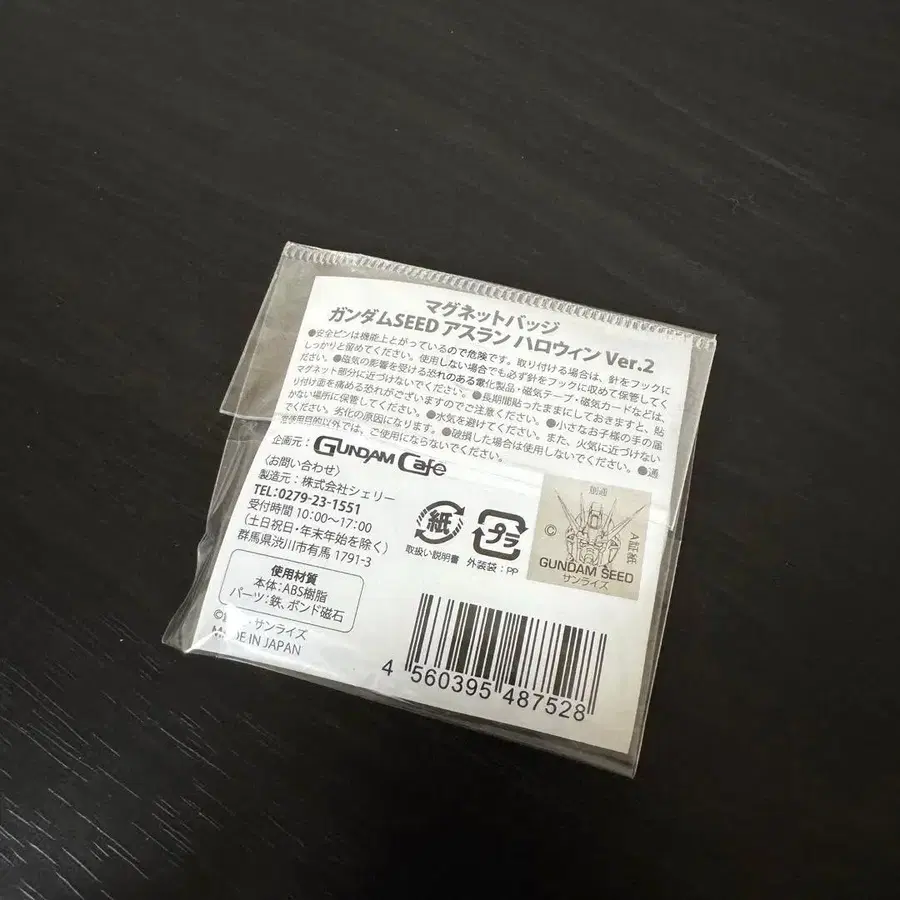 マグネットバッジ
ガンダムSEED アスラン ハロウィン Ver.2
●安全ピンは機能上とがっているので危険です。取り付ける場合は、針をフックに
しっかりと留めてください。使用しない場合でも必ず針をフックに収めて保管してく
ださい。●磁気の影響を受ける恐れのある電化製品・磁気テープ・磁気カードなどは、
マグネット部分に近づけないでください。●長期間貼ったままにしておきますと、貼
り付け面を痛める恐れがございますのでご注意ください。●小さなお子様の手の届
かない場所に保管してください。●水気を避けてください。また、火気に近づけない
でください。劣化の原因になります。●破損した場合は使用しないでください。●通
常使用目的以外では、ご使用にならないでください。
企画元：GUNDAM Cafe
〈お問い合わせ〉
製造元：株式会社シェリー
TEL:0279-23-1551
受付時間 10:00～17:00
(土日祝日・年末年始を除く)
群馬県渋川市有馬 1791-3
紙
取扱い説明書
プラ
外装袋：PP
創通
A証紙
©
GUNDAM SEED
サンライズ
使用材質
本体：ABS樹脂
パーツ：鉄、ボンド磁石
・サンライズ
MADE IN JAPAN
4 560395 487528